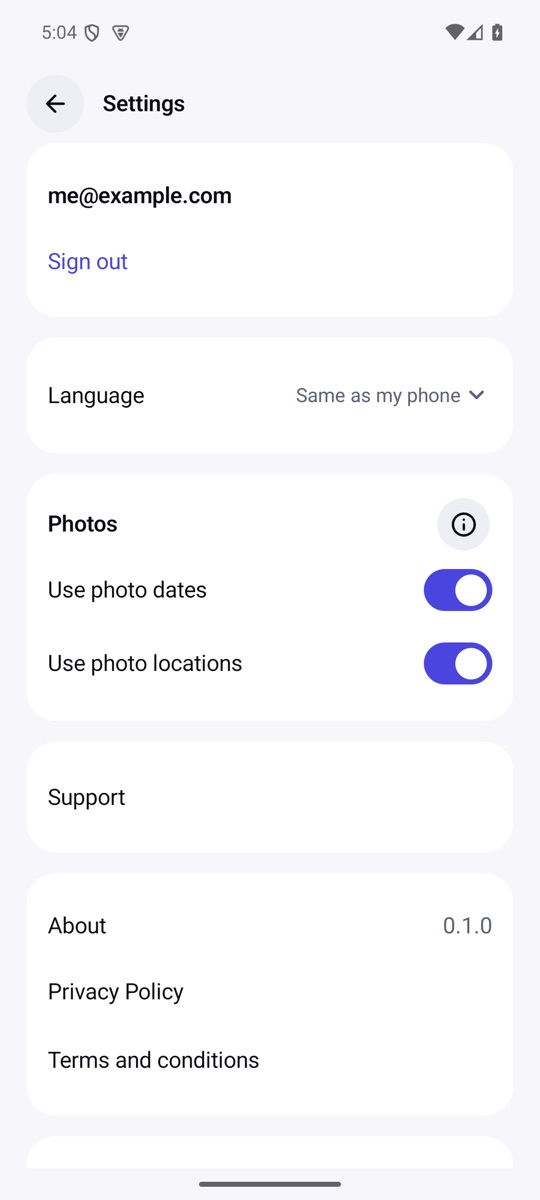 5:04
Settings
me@example.com
Sign out
Language
Same as my phone
Photos
Use photo dates
Use photo locations
Support
About
0.1.0
Privacy Policy
Terms and conditions